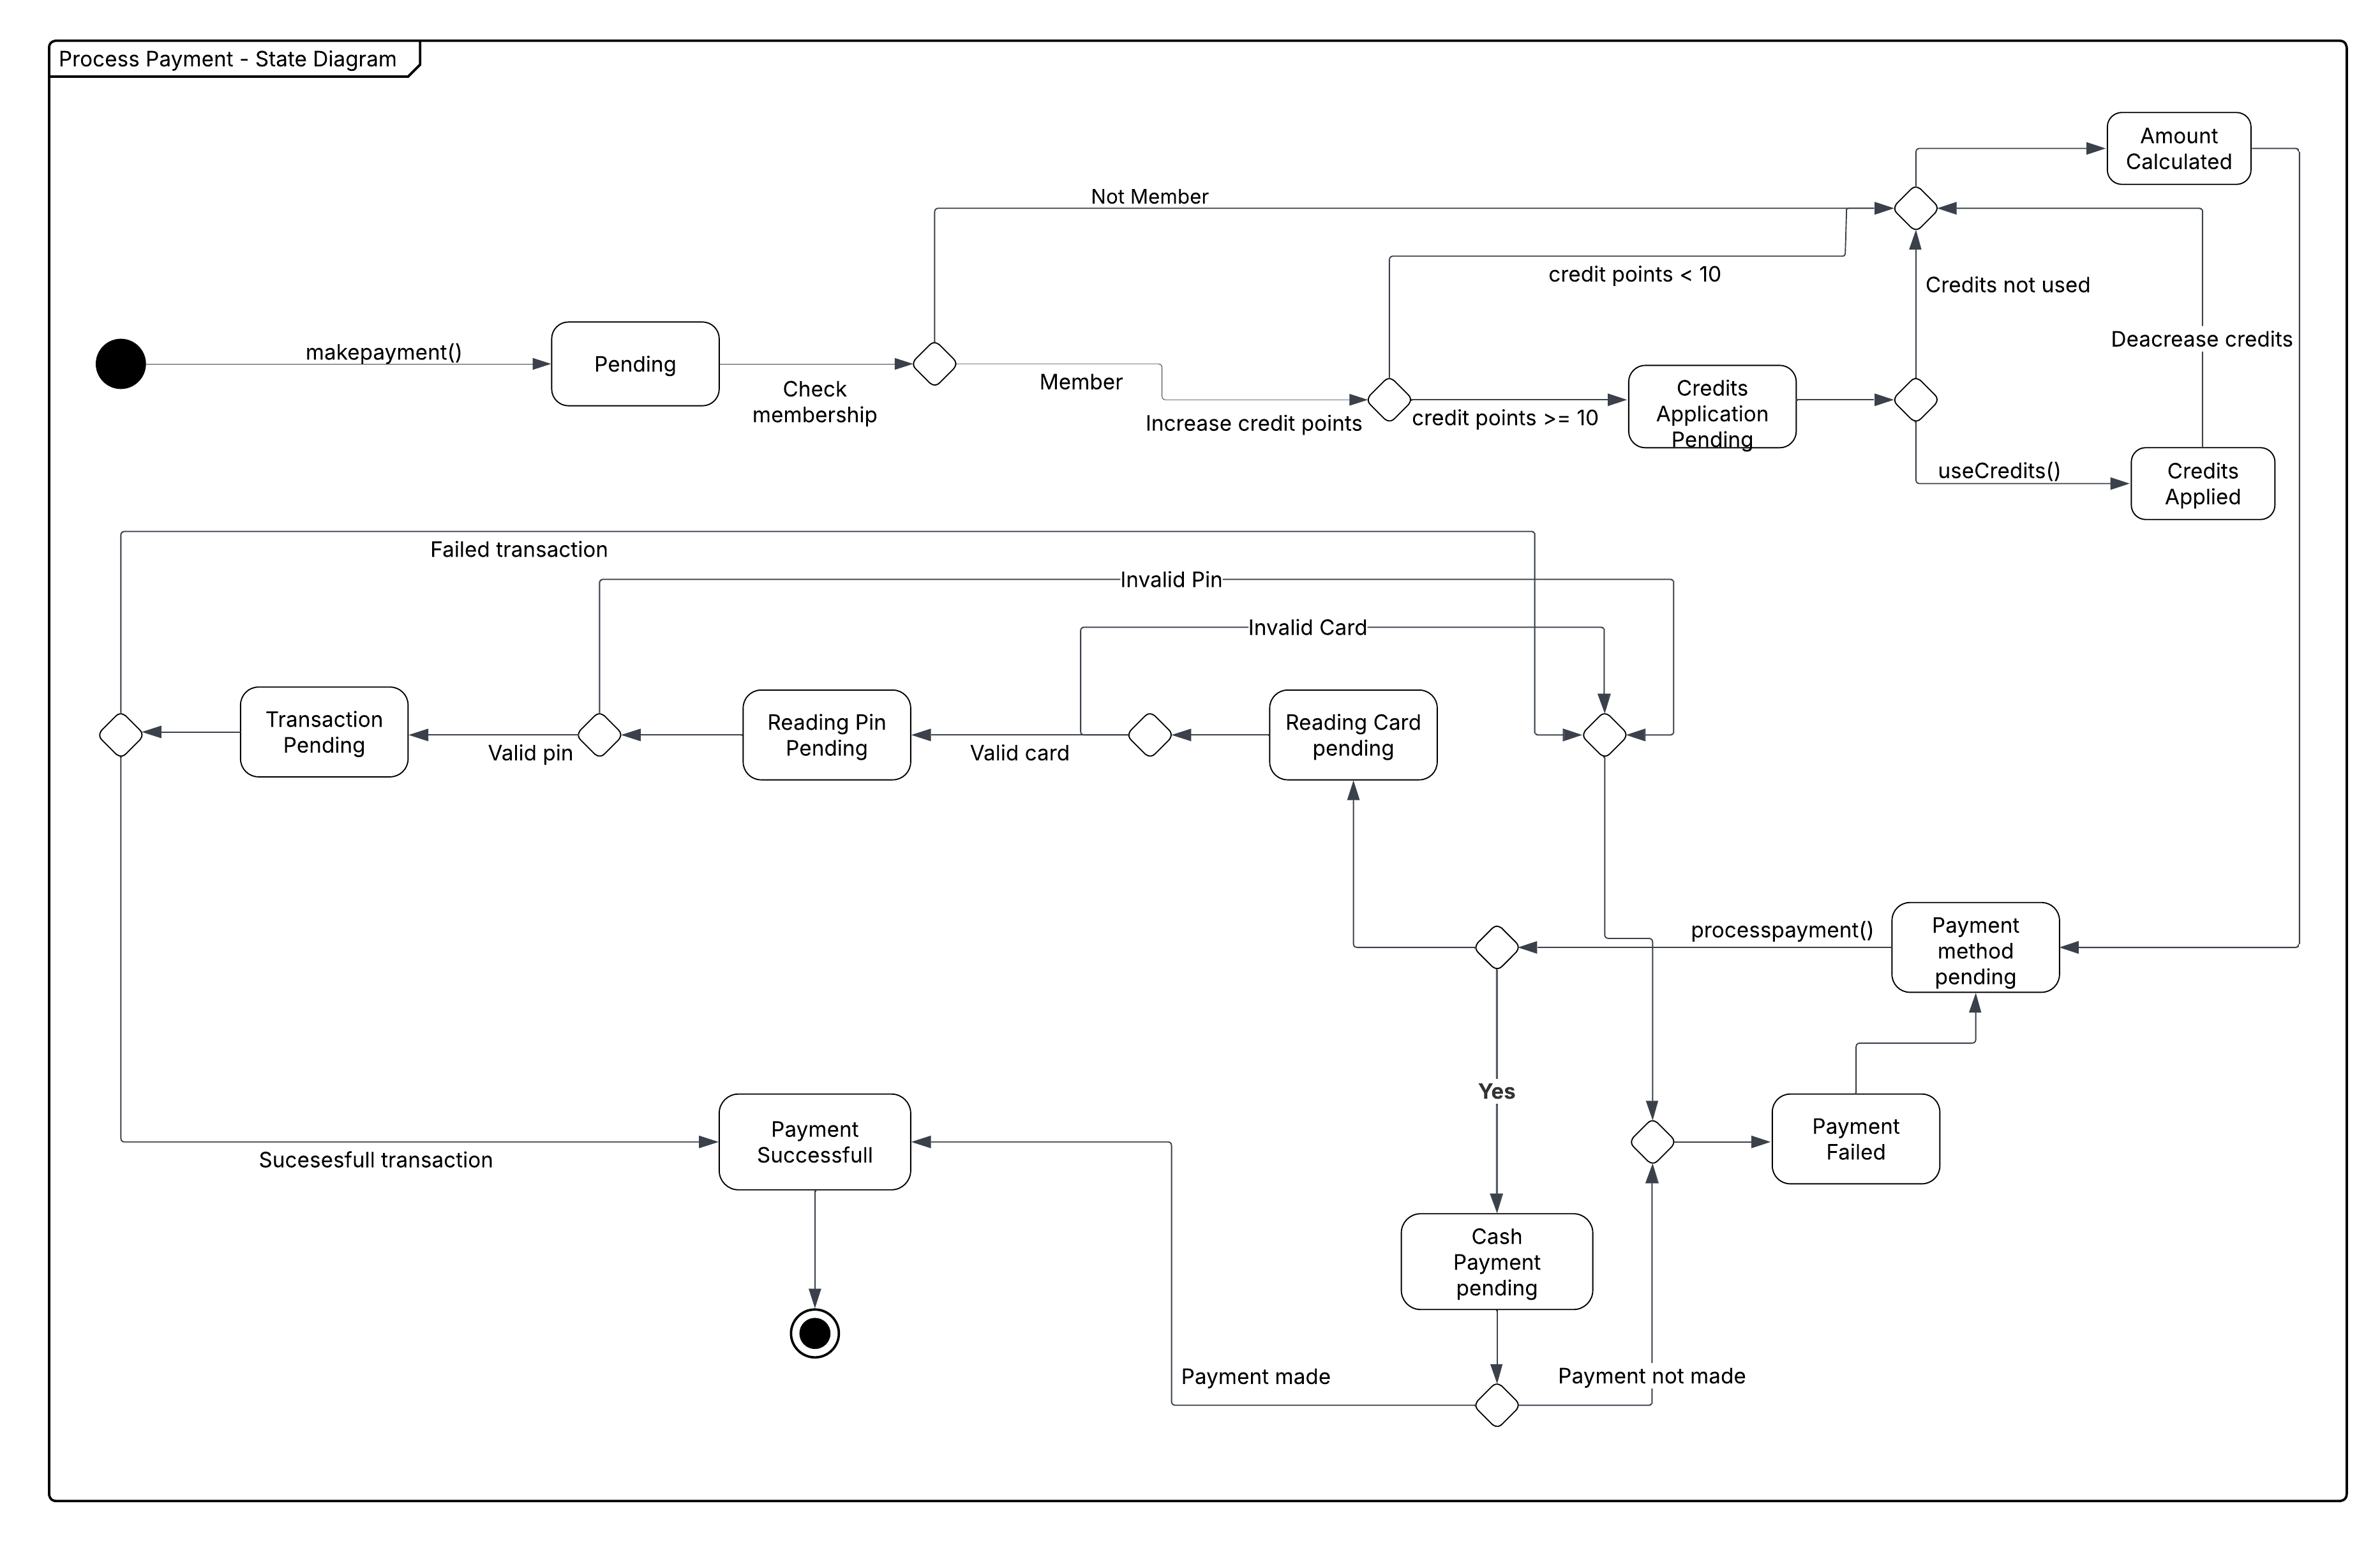 Process Payment - State Diagram
Amount
Calculated
Not Member
credit points < 10
Credits not used
Deacrease credits
makepayment()
Pending
Check
membership
Member
Increase credit points
credit points >= 10
Credits
Application
Pending
useCredits()
Credits
Applied
Failed transaction
Invalid Pin
Invalid Card
Transaction
Pending
Valid pin
Reading Pin
Pending
Valid card
Reading Card
pending
processpayment()
Payment
method
pending
Yes
Payment
Successfull
Sucesesfull transaction
Payment
Failed
Cash
Payment
pending
Payment made
Payment not made